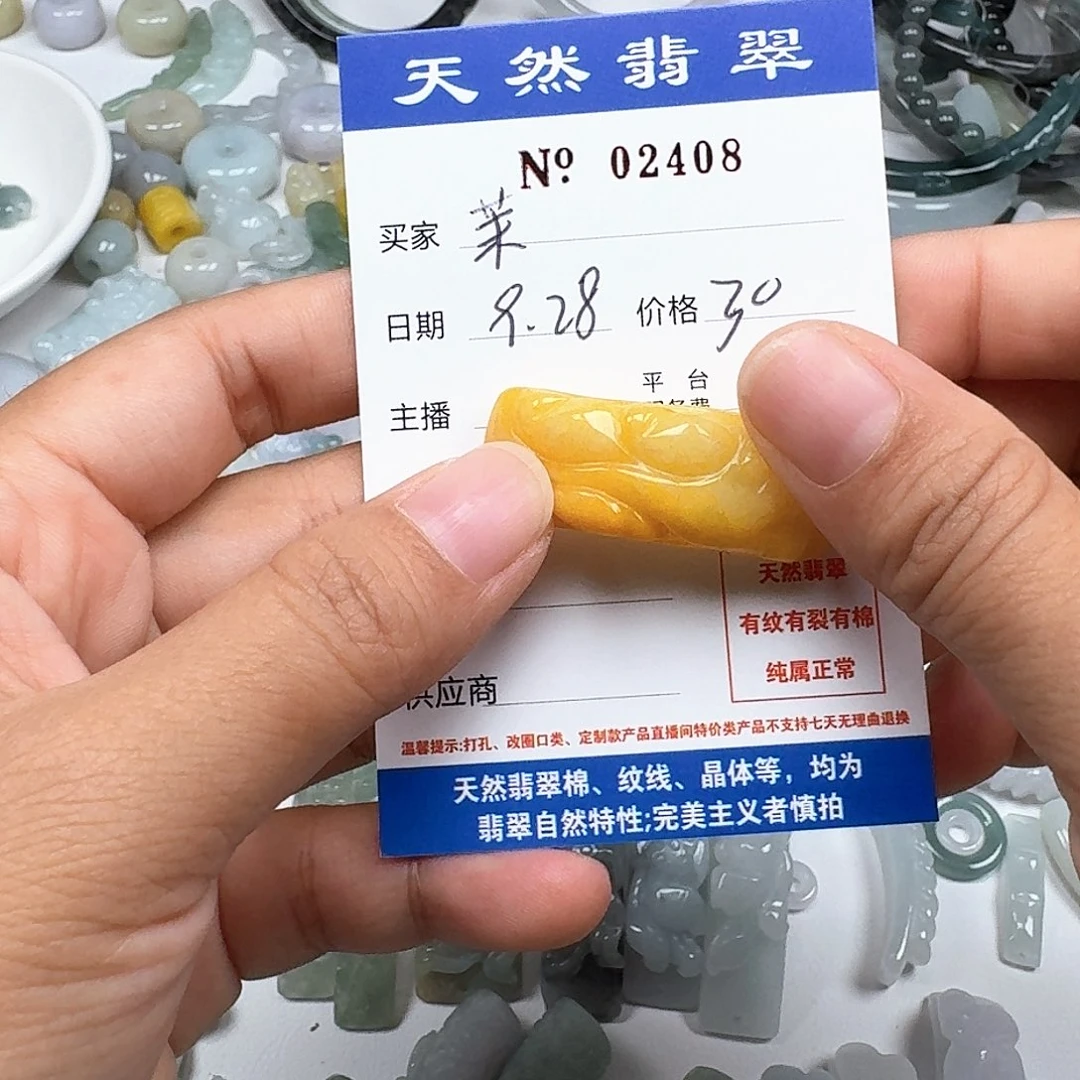 天然翡翠
Nº 02408
买家 茉
日期 9.28 价格 30
平台
主播
天然翡翠
有纹有裂有棉
纯属正常
供应商
温馨提示:打孔、改圈口类、定制款产品直播间特价类产品不支持七天无理由退换
天然翡翠棉、纹线、晶体等，均为
翡翠自然特性;完美主义者慎拍